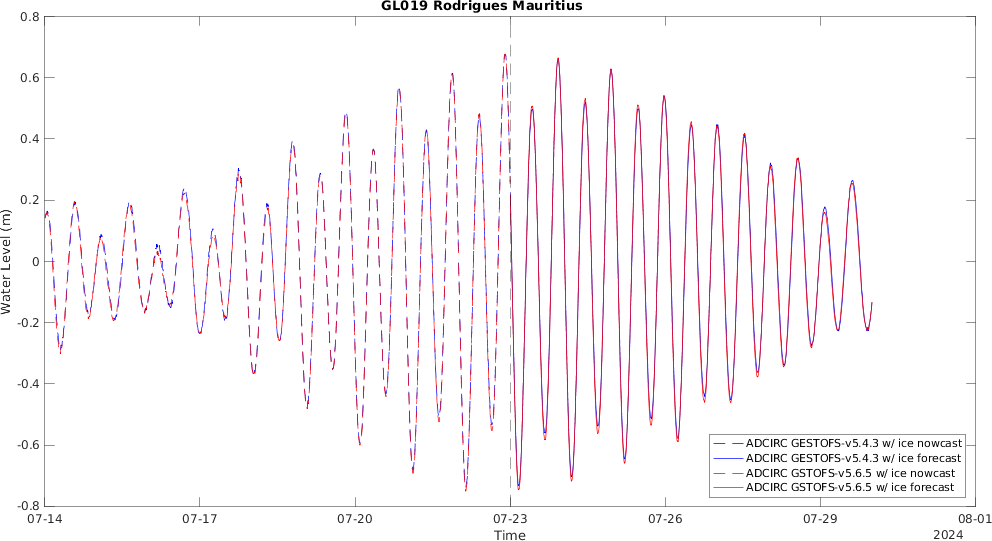 GL019 Rodrigues Mauritius
0.8
0.6
0.4
0.2
0
-0.2
-0.4
-0.6
-0.8
Water Level (m)
ADCIRC GESTOFS-v5.4.3 w/ ice nowcast
ADCIRC GESTOFS-v5.4.3 w/ ice forecast
ADCIRC GSTOFS-v5.6.5 w/ ice nowcast
ADCIRC GSTOFS-v5.6.5 w/ ice forecast
07-14 07-17 07-20 07-23 07-26 07-29 08-01
Time
2024